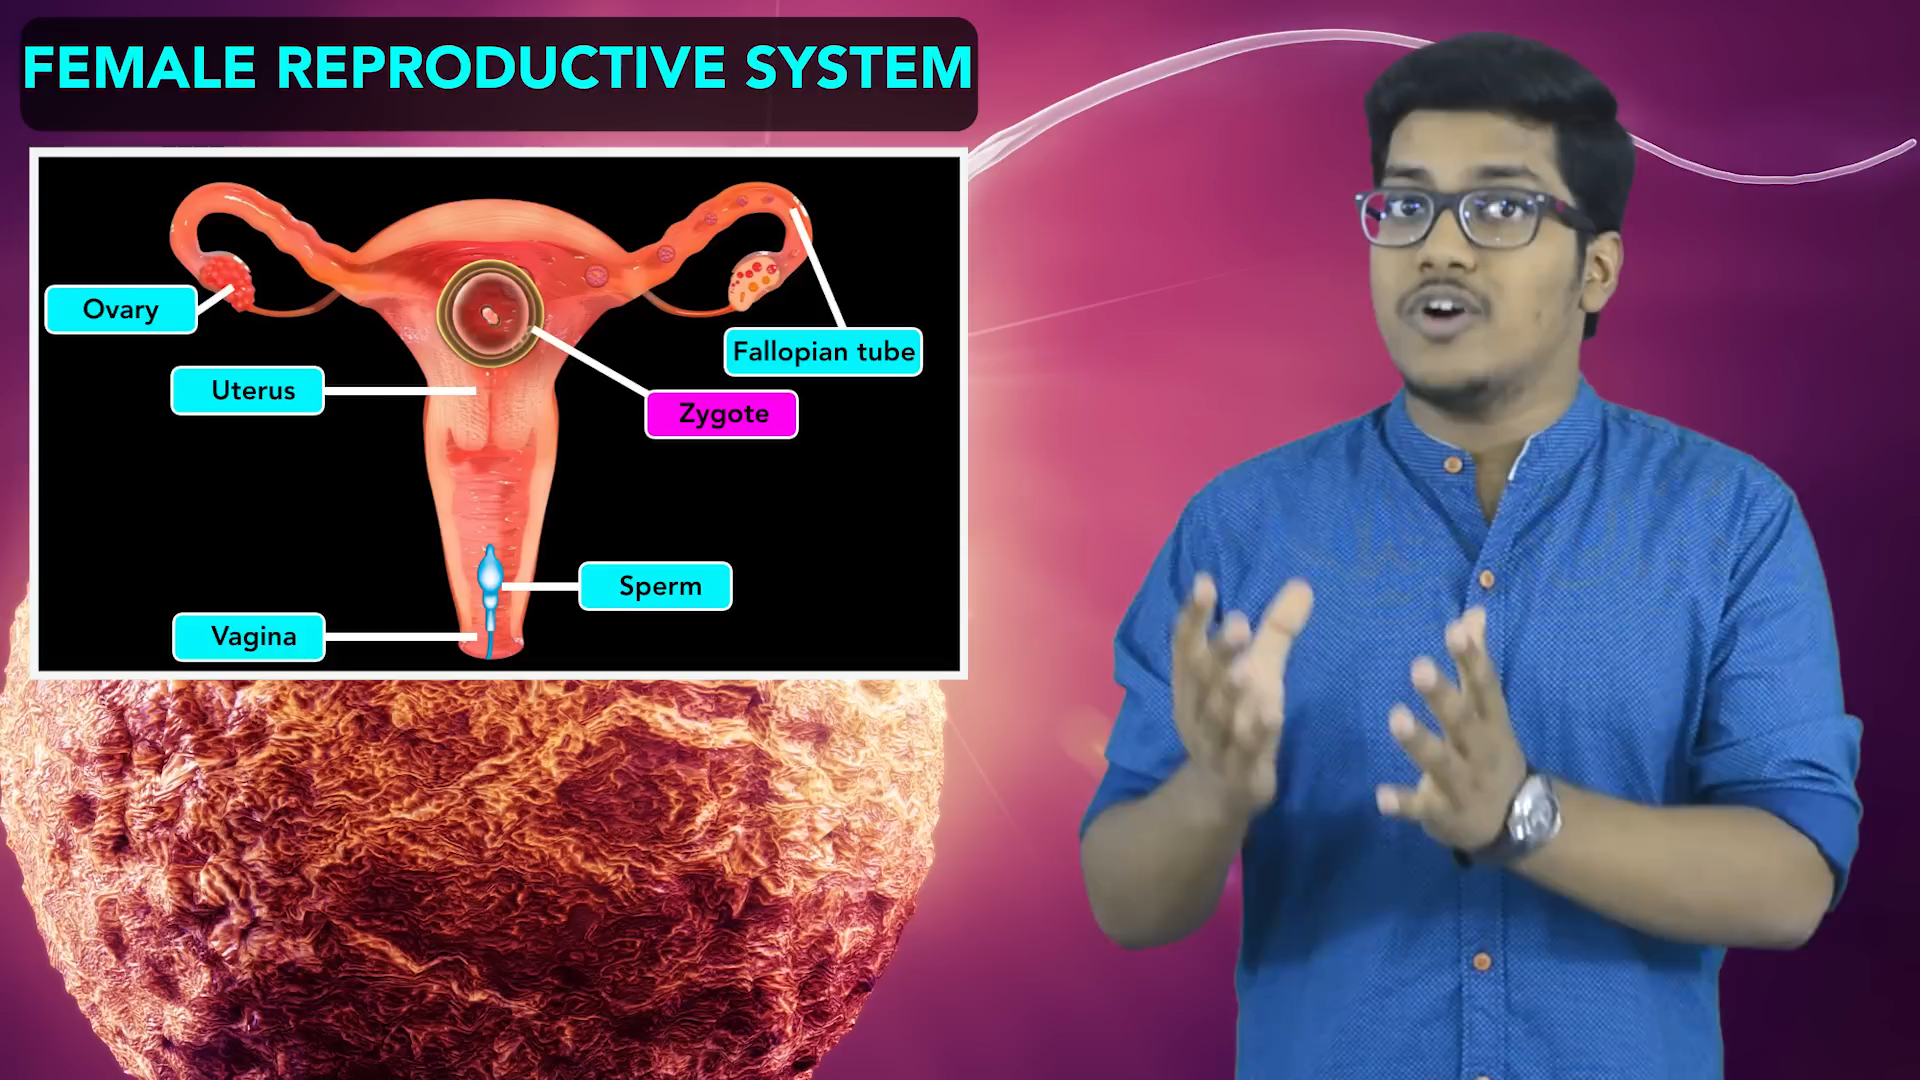 FEMALE REPRODUCTIVE SYSTEM
Ovary
Fallopian tube
Uterus
Zygote
Sperm
Vagina